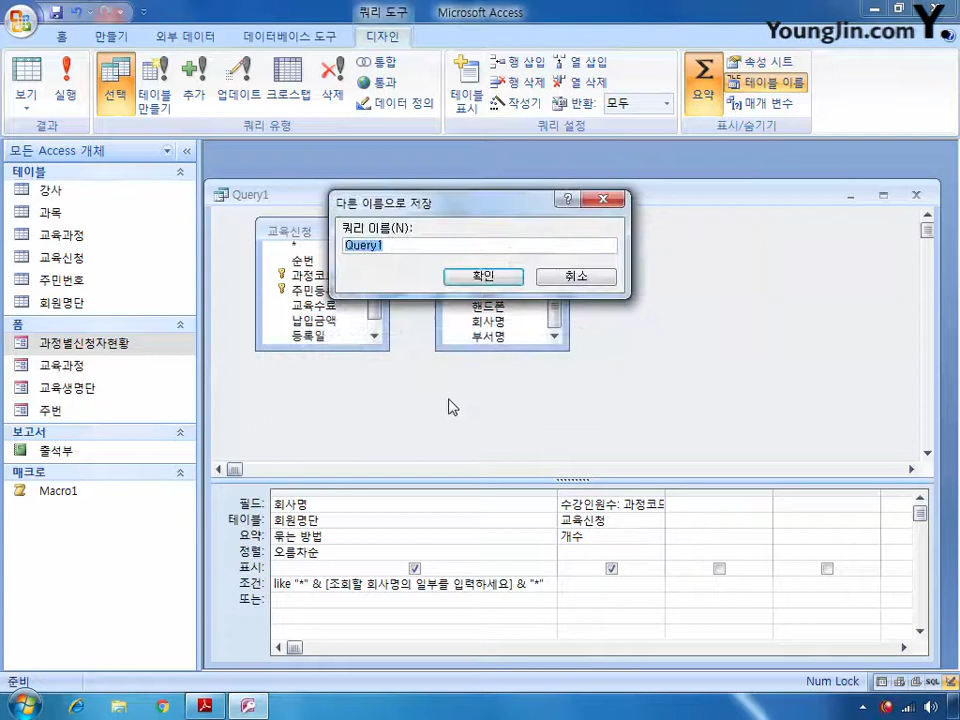 쿼리 도구
Microsoft Access
YoungJin.com Y.
홈
만들기
외부 데이터
데이터베이스 도구
디자인
보기
실행
선택
테이블 만들기
추가
업데이트
크로스탭
삭제
통합
통과
데이터 정의
테이블 표시
행 삽입
행 삭제
작성기
열 삽입
열 삭제
반환: 모두
요약
속성 시트
테이블 이름
매개 변수
결과
쿼리 유형
쿼리 설정
표시/숨기기
모든 Access 개체
테이블
강사
과목
교육과정
교육신청
주민번호
회원명단
폼
과정별신청자현황
교육과정
교육생명단
주번
보고서
출석부
매크로
Macro1
Query1
다른 이름으로 저장
쿼리 이름(N):
Query1
확인
취소
교육신청
*
순번
교육수료
납입금액
등록일
핸드폰
회사명
부서명
필드: 회사명 수강인원수: 과정코드
테이블: 회원명단 교육신청
요약: 묶는 방법 개수
정렬: 오름차순
표시:
조건: like "*" & [조회할 회사명의 일부를 입력하세요] & "*"
또는:
준비
Num Lock
SQL